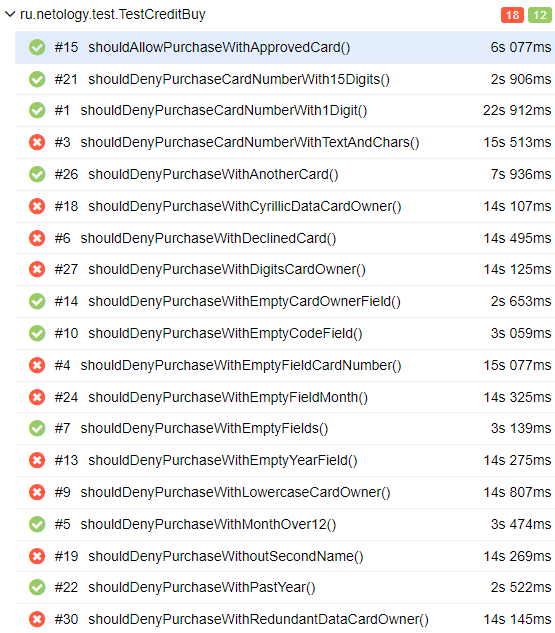 ru.netology.test.TestCreditBuy 18 12
#15 shouldAllowPurchaseWithApprovedCard() 6s 077ms
#21 shouldDenyPurchaseCardNumberWith15Digits() 2s 906ms
#1 shouldDenyPurchaseCardNumberWith1Digit() 22s 912ms
#3 shouldDenyPurchaseCardNumberWithTextAndChars() 15s 513ms
#26 shouldDenyPurchaseWithAnotherCard() 7s 936ms
#18 shouldDenyPurchaseWithCyrillicDataCardOwner() 14s 107ms
#6 shouldDenyPurchaseWithDeclinedCard() 14s 495ms
#27 shouldDenyPurchaseWithDigitsCardOwner() 14s 125ms
#14 shouldDenyPurchaseWithEmptyCardOwnerField() 2s 653ms
#10 shouldDenyPurchaseWithEmptyCodeField() 3s 059ms
#4 shouldDenyPurchaseWithEmptyFieldCardNumber() 15s 077ms
#24 shouldDenyPurchaseWithEmptyFieldMonth() 14s 325ms
#7 shouldDenyPurchaseWithEmptyFields() 3s 139ms
#13 shouldDenyPurchaseWithEmptyYearField() 14s 275ms
#9 shouldDenyPurchaseWithLowercaseCardOwner() 14s 807ms
#5 shouldDenyPurchaseWithMonthOver12() 3s 474ms
#19 shouldDenyPurchaseWithoutSecondName() 14s 269ms
#22 shouldDenyPurchaseWithPastYear() 2s 522ms
#30 shouldDenyPurchaseWithRedundantDataCardOwner() 14s 145ms